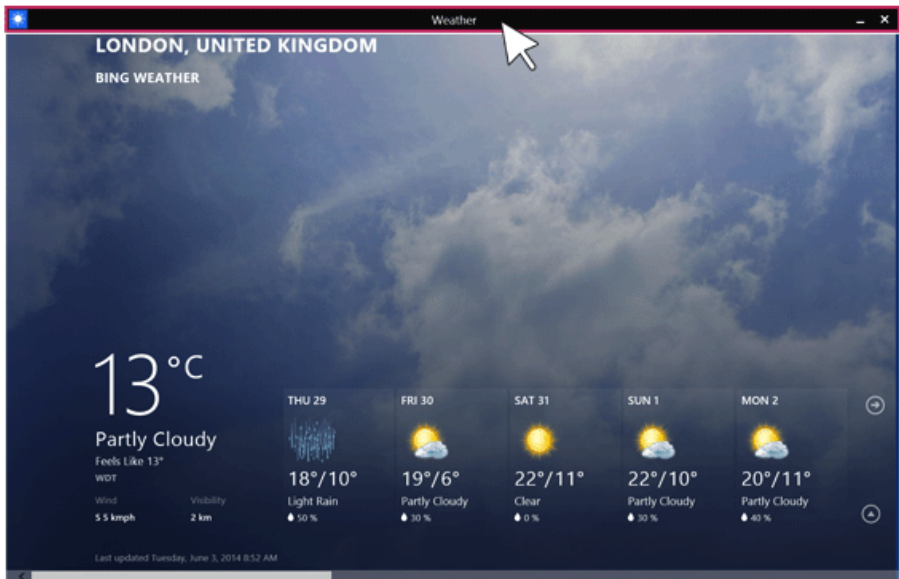 Weather
LONDON, UNITED KINGDOM
BING WEATHER
13°C
Partly Cloudy
Feels Like 13°
WDT
Wind Visibility
S 5 kmph 2 km
THU 29
18°/10°
Light Rain
50 %
FRI 30
19°/6°
Partly Cloudy
30 %
SAT 31
22°/11°
Clear
0 %
SUN 1
22°/10°
Partly Cloudy
30 %
MON 2
20°/11°
Partly Cloudy
40 %
Last updated Tuesday, June 3, 2014 8:52 AM